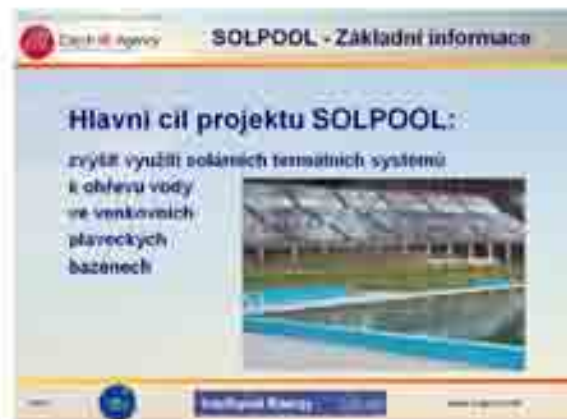 Czech RE Agency
SOLPOOL - Základní informace
Hlavní cíl projektu SOLPOOL:
zvýšit využití solárních termálních systémů
k ohřevu vody
ve venkovních
plaveckých
bazénech
Intelligent Energy